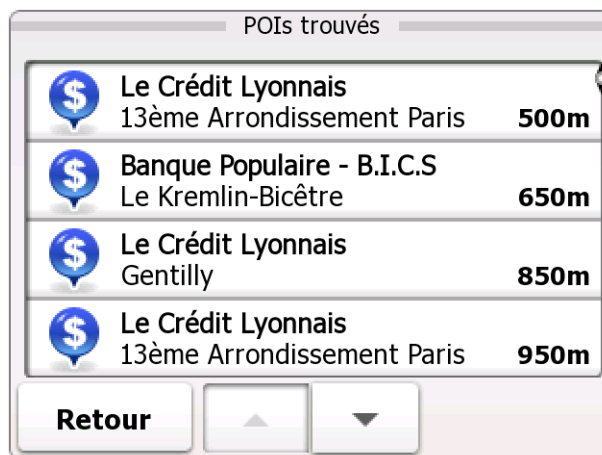 POIs trouvés
Le Crédit Lyonnais
13ème Arrondissement Paris 500m
Banque Populaire - B.I.C.S
Le Kremlin-Bicêtre 650m
Le Crédit Lyonnais
Gentilly 850m
Le Crédit Lyonnais
13ème Arrondissement Paris 950m
Retour